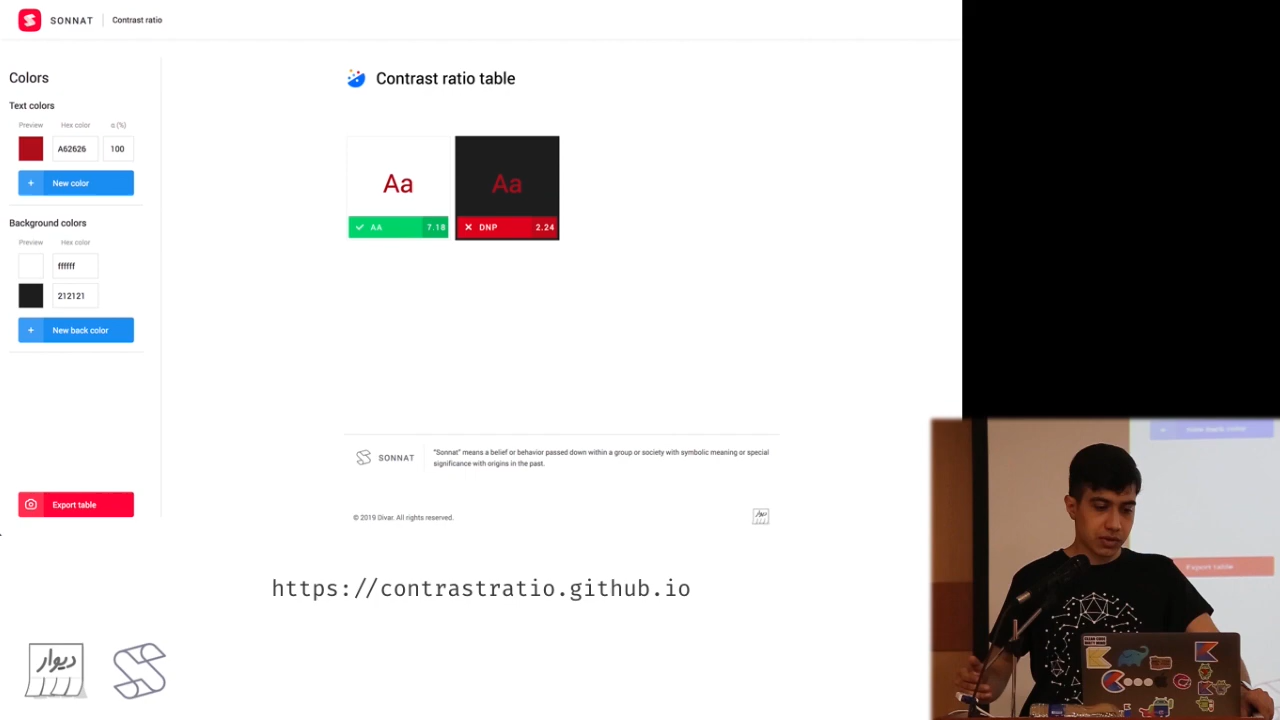 SONNAT
Contrast ratio
Colors
Text colors
Preview Hex color α (%)
A62626 100
+ New color
Background colors
Preview Hex color
ffffff
212121
+ New back color
Export table
Contrast ratio table
Aa Aa
AA 7.18 DNP 2.24
SONNAT
"Sonnat" means a belief or behavior passed down within a group or society with symbolic meaning or special
significance with origins in the past.
© 2019 Divar. All rights reserved.
دیوار
https://contrastratio.github.io
دیوار
Export table